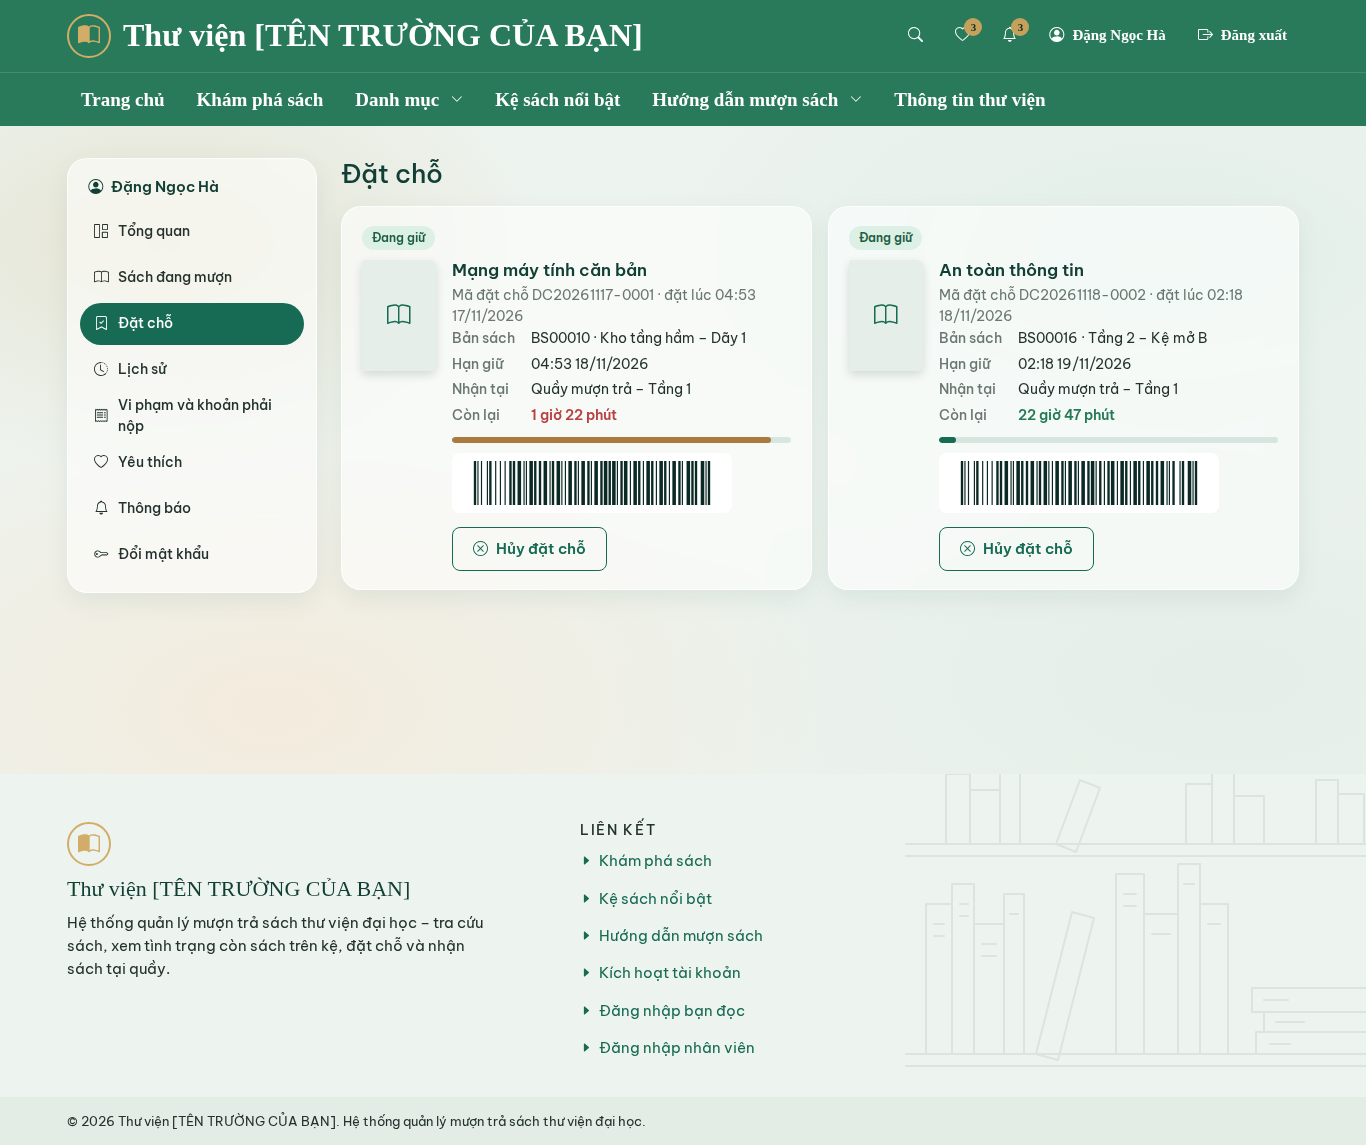 Thư viện [TÊN TRƯỜNG CỦA BẠN]
3
3
Đặng Ngọc Hà
Đăng xuất
Trang chủ
Khám phá sách
Danh mục
Kệ sách nổi bật
Hướng dẫn mượn sách
Thông tin thư viện
Đặng Ngọc Hà
Tổng quan
Sách đang mượn
Đặt chỗ
Lịch sử
Vi phạm và khoản phải
nộp
Yêu thích
Thông báo
Đổi mật khẩu
Đặt chỗ
Đang giữ
Mạng máy tính căn bản
Mã đặt chỗ DC20261117-0001 · đặt lúc 04:53
17/11/2026
Bản sách BS00010 · Kho tầng hầm – Dãy 1
Hạn giữ 04:53 18/11/2026
Nhận tại Quầy mượn trả – Tầng 1
Còn lại 1 giờ 22 phút
Hủy đặt chỗ
Đang giữ
An toàn thông tin
Mã đặt chỗ DC20261118-0002 · đặt lúc 02:18
18/11/2026
Bản sách BS00016 · Tầng 2 – Kệ mở B
Hạn giữ 02:18 19/11/2026
Nhận tại Quầy mượn trả – Tầng 1
Còn lại 22 giờ 47 phút
Hủy đặt chỗ
Thư viện [TÊN TRƯỜNG CỦA BẠN]
Hệ thống quản lý mượn trả sách thư viện đại học – tra cứu
sách, xem tình trạng còn sách trên kệ, đặt chỗ và nhận
sách tại quầy.
LIÊN KẾT
Khám phá sách
Kệ sách nổi bật
Hướng dẫn mượn sách
Kích hoạt tài khoản
Đăng nhập bạn đọc
Đăng nhập nhân viên
© 2026 Thư viện [TÊN TRƯỜNG CỦA BẠN]. Hệ thống quản lý mượn trả sách thư viện đại học.